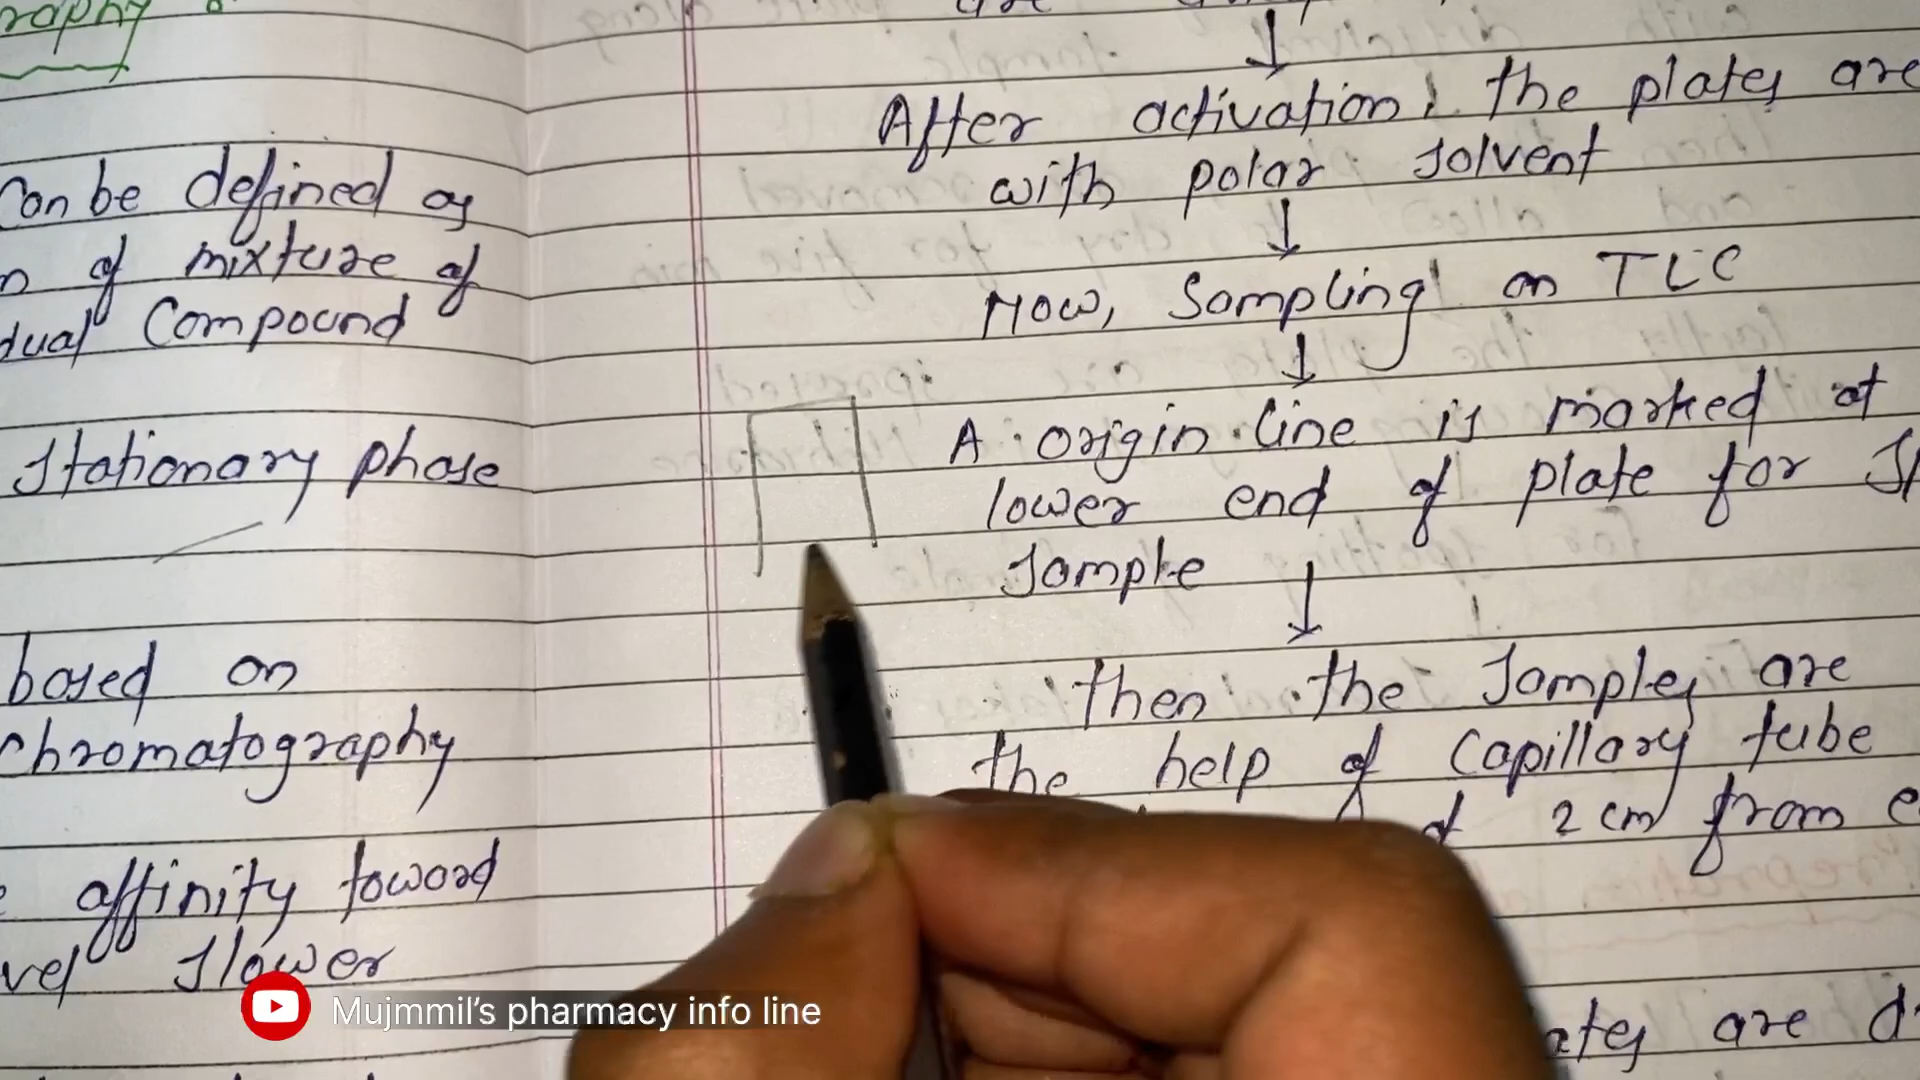 raphy
Can be defined as
n of mixture of
dual Compound
Stationary phase
based on
Chromatography
affinity toward
vel slower
After activation, the plates are
with polar solvent
Now, Sampling on TLC
A origin line is marked at
lower end of plate for
Sample
then the Samples are
the help of Capillary tube
2 cm from
ates are
Mujmmil's pharmacy info line